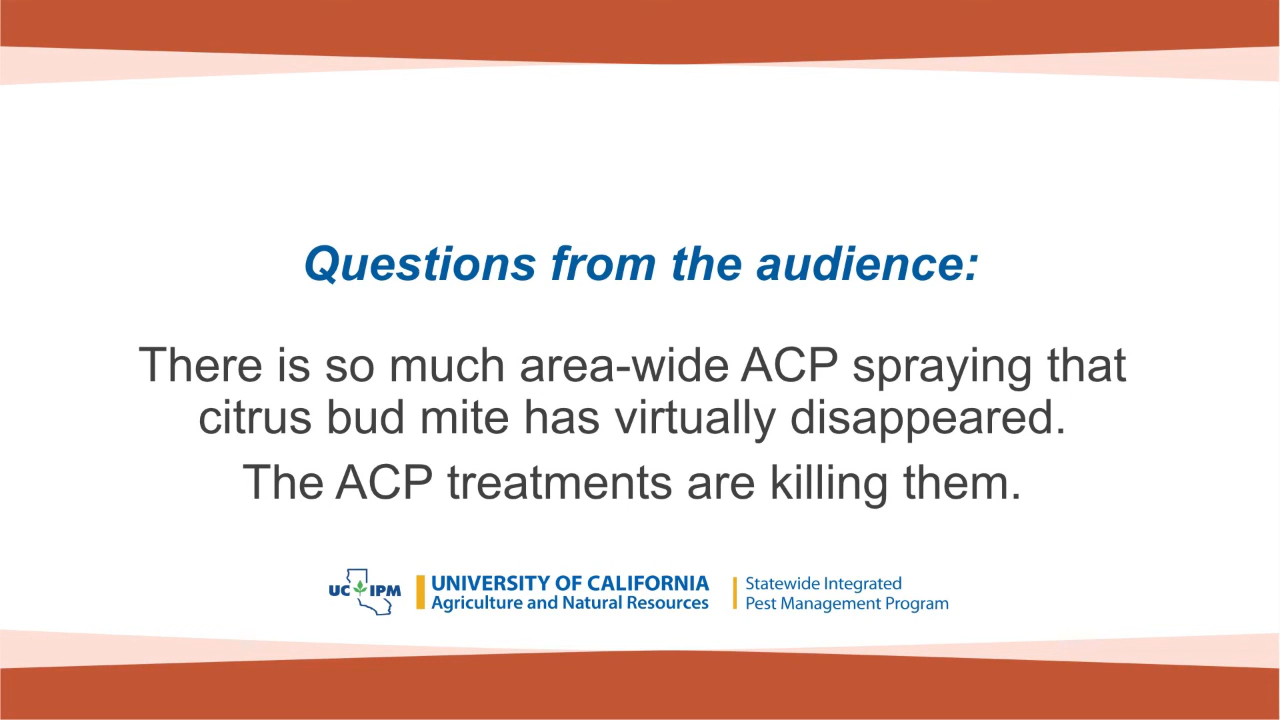 Questions from the audience:
There is so much area-wide ACP spraying that
citrus bud mite has virtually disappeared.
The ACP treatments are killing them.
UC IPM
UNIVERSITY OF CALIFORNIA
Agriculture and Natural Resources
Statewide Integrated
Pest Management Program